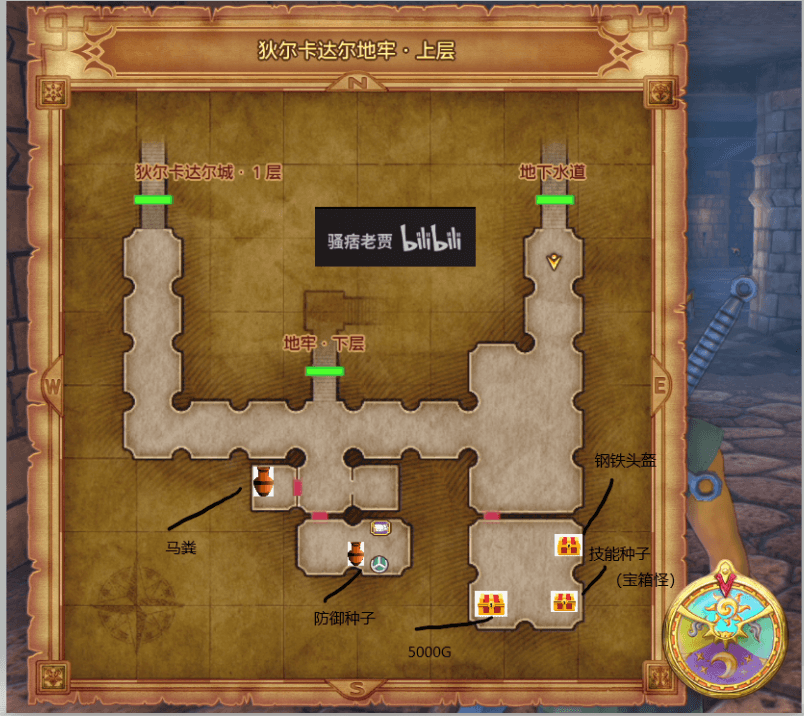 狄尔卡达尔地牢·上层
N
狄尔卡达尔城·1层
地下水道
骚痞老贾 bilibili
地牢·下层
W
E
钢铁头盔
马粪
技能种子
(宝箱怪)
防御种子
5000G
S